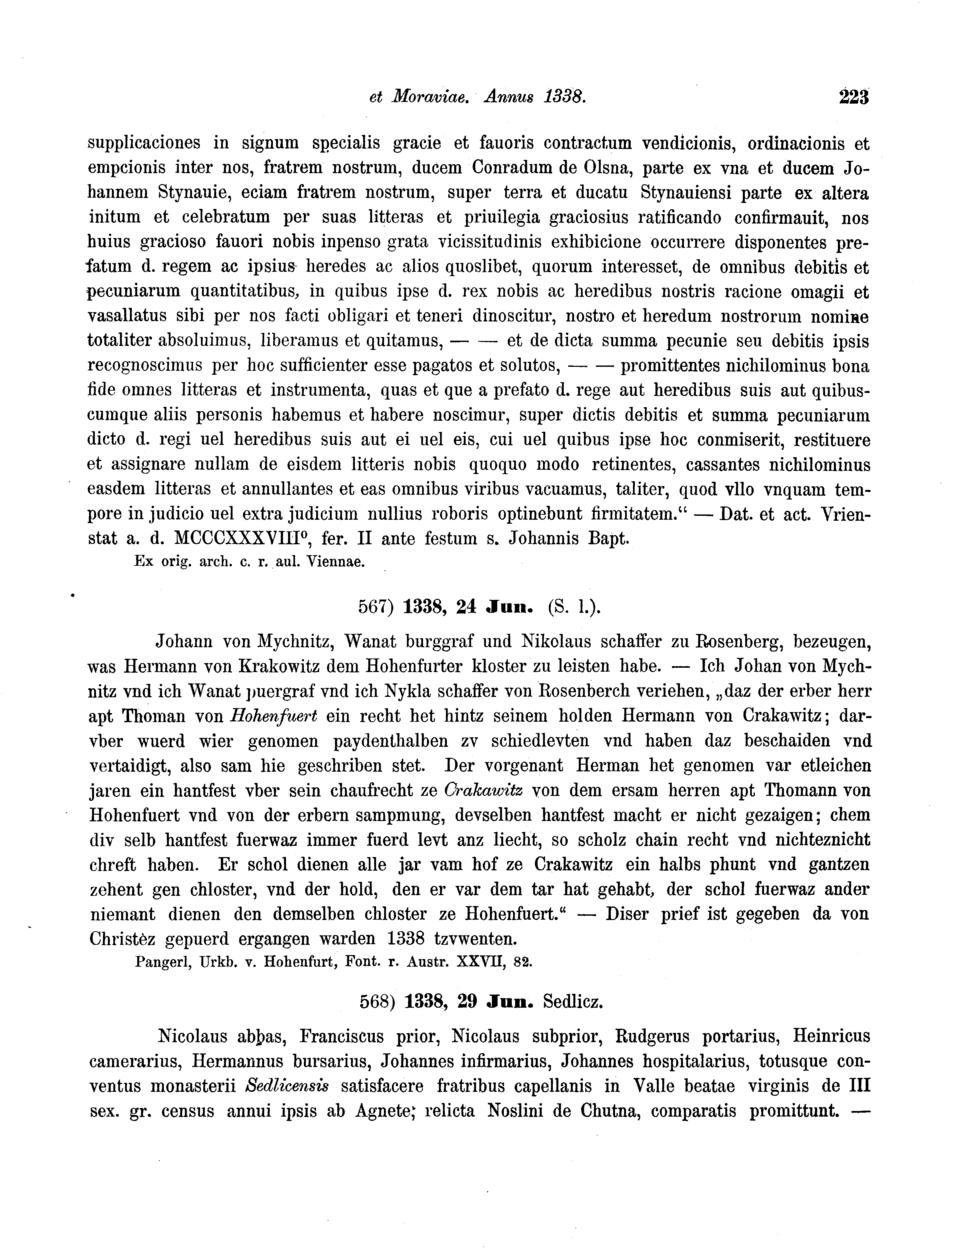 et Moraviae. Annus 1338. 223
supplicaciones in signum specialis gracie et fauoris contractum vendicionis, ordinacionis et
empcionis inter nos, fratrem nostrum, ducem Conradum de Olsna, parte ex vna et ducem Jo-
hannem Stynauie, eciam fratrem nostrum, super terra et ducatu Stynauiensi parte ex altera
initum et celebratum per suas litteras et priuilegia graciosius ratificando confirmauit, nos
huius gracioso fauori nobis inpenso grata vicissitudinis exhibicione occurrere disponentes pre-
fatum d. regem ac ipsius heredes ac alios quoslibet, quorum interesset, de omnibus debitis et
pecuniarum quantitatibus, in quibus ipse d. rex nobis ac heredibus nostris racione omagii et
vasallatus sibi per nos facti obligari et teneri dinoscitur, nostro et heredum nostrorum nomine
totaliter absoluimus, liberamus et quitamus, — — et de dicta summa pecunie seu debitis ipsis
recognoscimus per hoc sufficienter esse pagatos et solutos, — — promittentes nichilominus bona
fide omnes litteras et instrumenta, quas et que a prefato d. rege aut heredibus suis aut quibus-
cumque aliis personis habemus et habere noscimur, super dictis debitis et summa pecuniarum
dicto d. regi uel heredibus suis aut ei uel eis, cui uel quibus ipse hoc conmiserit, restituere
et assignare nullam de eisdem litteris nobis quoquo modo retinentes, cassantes nichilominus
easdem litteras et annullantes et eas omnibus viribus vacuamus, taliter, quod vllo vnquam tem-
pore in judicio uel extra judicium nullius roboris optinebunt firmitatem.“ — Dat. et act. Vrien-
stat a. d. MCCCXXXVIII⁰, fer. II ante festum s. Johannis Bapt.
Ex orig. arch. c. r. aul. Viennae.
567) 1338, 24 Jun. (S. l.).
Johann von Mychnitz, Wanat burggraf und Nikolaus schaffer zu Rosenberg, bezeugen,
was Hermann von Krakowitz dem Hohenfurter kloster zu leisten habe. — Ich Johan von Mych-
nitz vnd ich Wanat puergraf vnd ich Nykla schaffer von Rosenberch veriehen, „daz der erber herr
apt Thoman von Hohenfuert ein recht het hintz seinem holden Hermann von Crakawitz; dar-
vber wuerd wier genomen paydenthalben zv schiedlevten vnd haben daz beschaiden vnd
vertaidigt, also sam hie geschriben stet. Der vorgenant Herman het genomen var etleichen
jaren ein hantfest vber sein chaufrecht ze Crakawitz von dem ersam herren apt Thomann von
Hohenfuert vnd von der erbern sampmung, devselben hantfest macht er nicht gezaigen; chem
div selb hantfest fuerwaz immer fuerd levt anz liecht, so scholz chain recht vnd nichteznicht
chreft haben. Er schol dienen alle jar vam hof ze Crakawitz ein halbs phunt vnd gantzen
zehent gen chloster, vnd der hold, den er var dem tar hat gehabt, der schol fuerwaz ander
niemant dienen den demselben chloster ze Hohenfuert.“ — Diser prief ist gegeben da von
Christèz gepuerd ergangen warden 1338 tzvwenten.
Pangerl, Urkb. v. Hohenfurt, Font. r. Austr. XXVII, 82.
568) 1338, 29 Jun. Sedlicz.
Nicolaus abbas, Franciscus prior, Nicolaus subprior, Rudgerus portarius, Heinricus
camerarius, Hermannus bursarius, Johannes infirmarius, Johannes hospitalarius, totusque con-
ventus monasterii Sedlicensis satisfacere fratribus capellanis in Valle beatae virginis de III
sex. gr. census annui ipsis ab Agnete; relicta Noslini de Chutna, comparatis promittunt. —